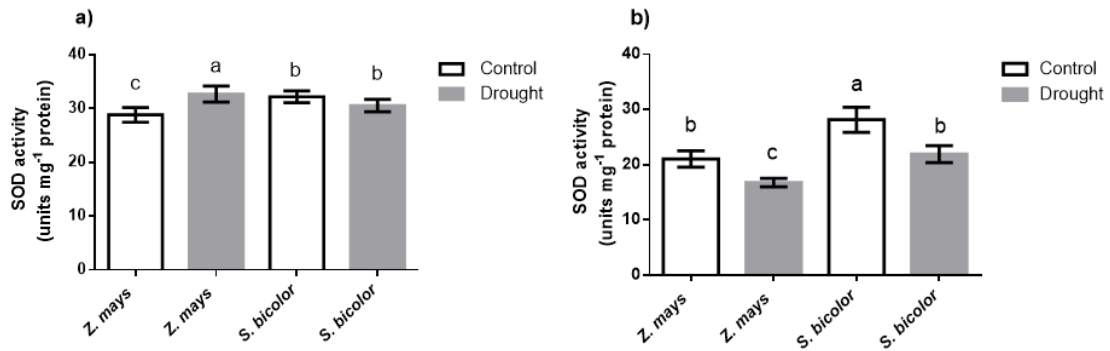 a)
SOD activity
(units mg⁻¹ protein)
40
30
20
10
0
c
a
b
b
Z. mays
Z. mays
S. bicolor
S. bicolor
Control
Drought
b)
SOD activity
(units mg⁻¹ protein)
40
30
20
10
0
b
c
a
b
Z. mays
Z. mays
S. bicolor
S. bicolor
Control
Drought